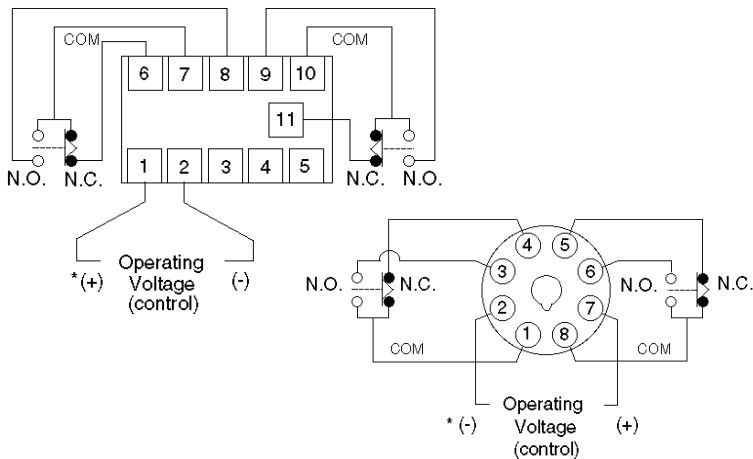 COM
COM
6 7 8 9 10
11
1 2 3 4 5
N.O. N.C.
N.C. N.O.
* (+) Operating Voltage (control) (-)
4 5
3 6
2 7
1 8
N.O. N.C.
N.O. N.C.
COM
COM
* (-) Operating Voltage (control) (+)